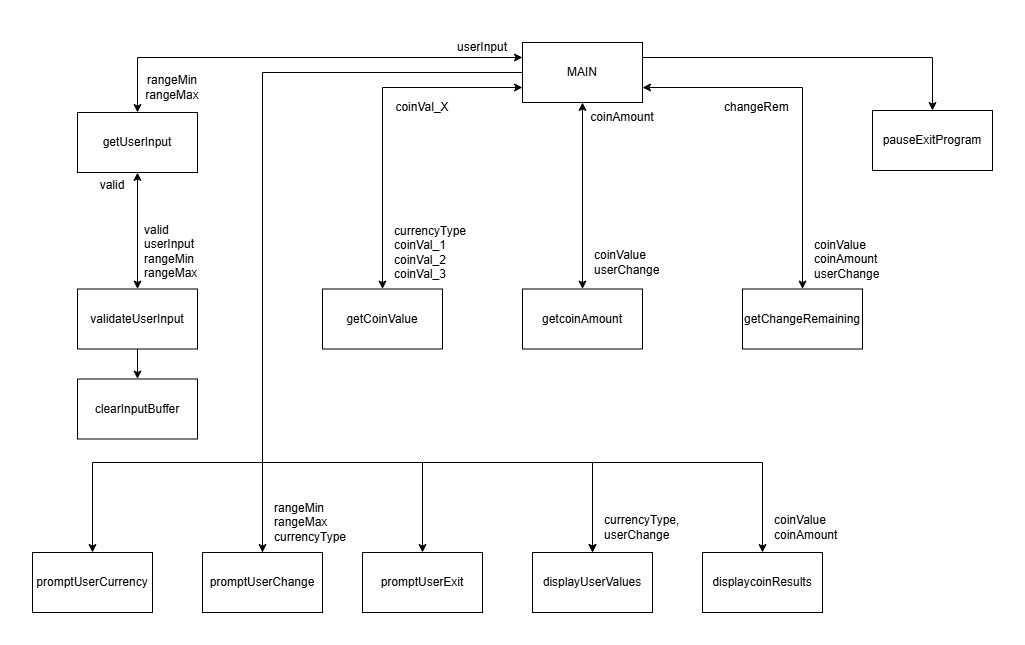 userInput
MAIN
rangeMin
rangeMax
coinVal_X
coinAmount
changeRem
getUserInput
pauseExitProgram
valid
valid
userInput
rangeMin
rangeMax
currencyType
coinVal_1
coinVal_2
coinVal_3
coinValue
userChange
coinValue
coinAmount
userChange
validateUserInput
getCoinValue
getcoinAmount
getChangeRemaining
clearInputBuffer
rangeMin
rangeMax
currencyType
currencyType,
userChange
coinValue
coinAmount
promptUserCurrency
promptUserChange
promptUserExit
displayUserValues
displaycoinResults